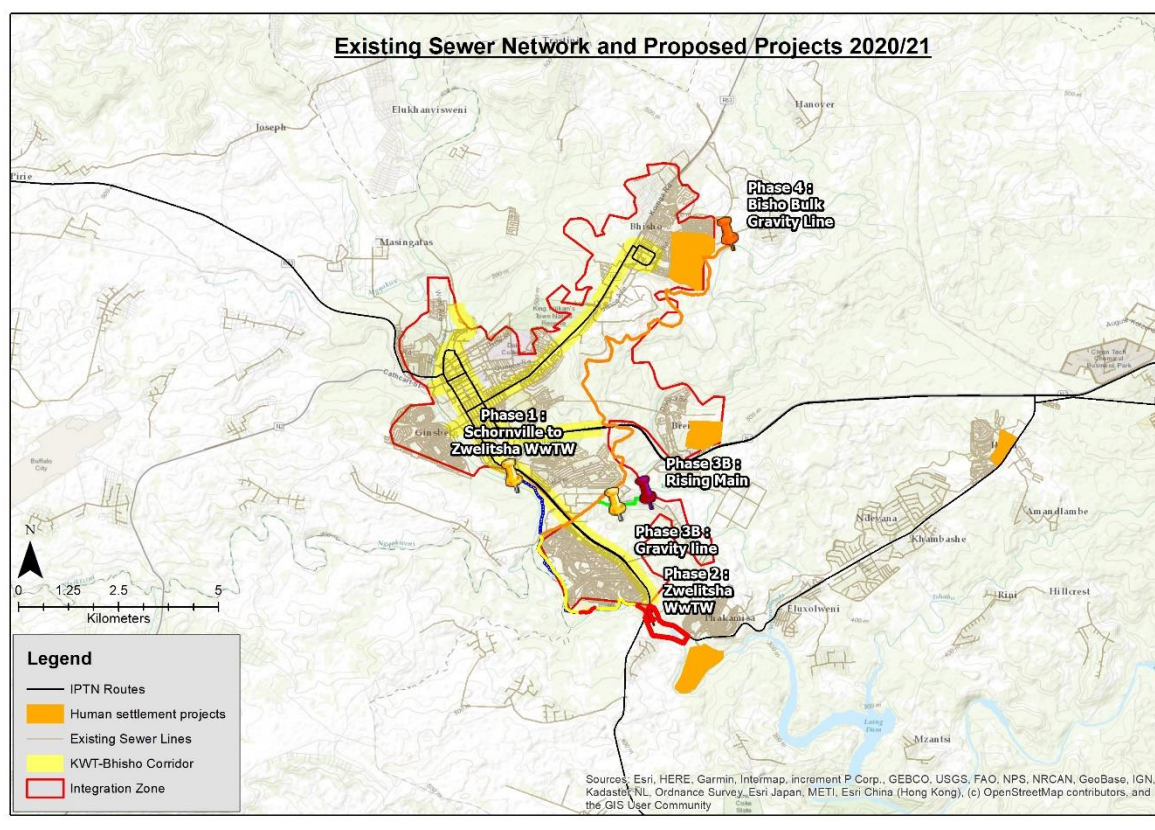 Existing Sewer Network and Proposed Projects 2020/21
Elukhanyisweni
Joseph
Hanover
Pirie
Masingatas
Bhisho
Phase 4 :
Bisho Bulk
Gravity Line
Phase 1 :
Schornville to
Zwelitsha WwTW
Phase 3B :
Rising Main
Phase 3B :
Gravity line
Phase 2 :
Zwelitsha
WwTW
Buffalo
City
Ndevana
Khambashe
Amandlambe
Eluxolweni
Rini
Hillcrest
Phakamisa
Laing
Dam
Mzantsi
N
0 1.25 2.5 5
Kilometers
Legend
IPTN Routes
Human settlement projects
Existing Sewer Lines
KWT-Bhisho Corridor
Integration Zone
Sources: Esri, HERE, Garmin, Intermap, increment P Corp., GEBCO, USGS, FAO, NPS, NRCAN, GeoBase, IGN,
Kadaster NL, Ordnance Survey, Esri Japan, METI, Esri China (Hong Kong), (c) OpenStreetMap contributors, and
the GIS User Community